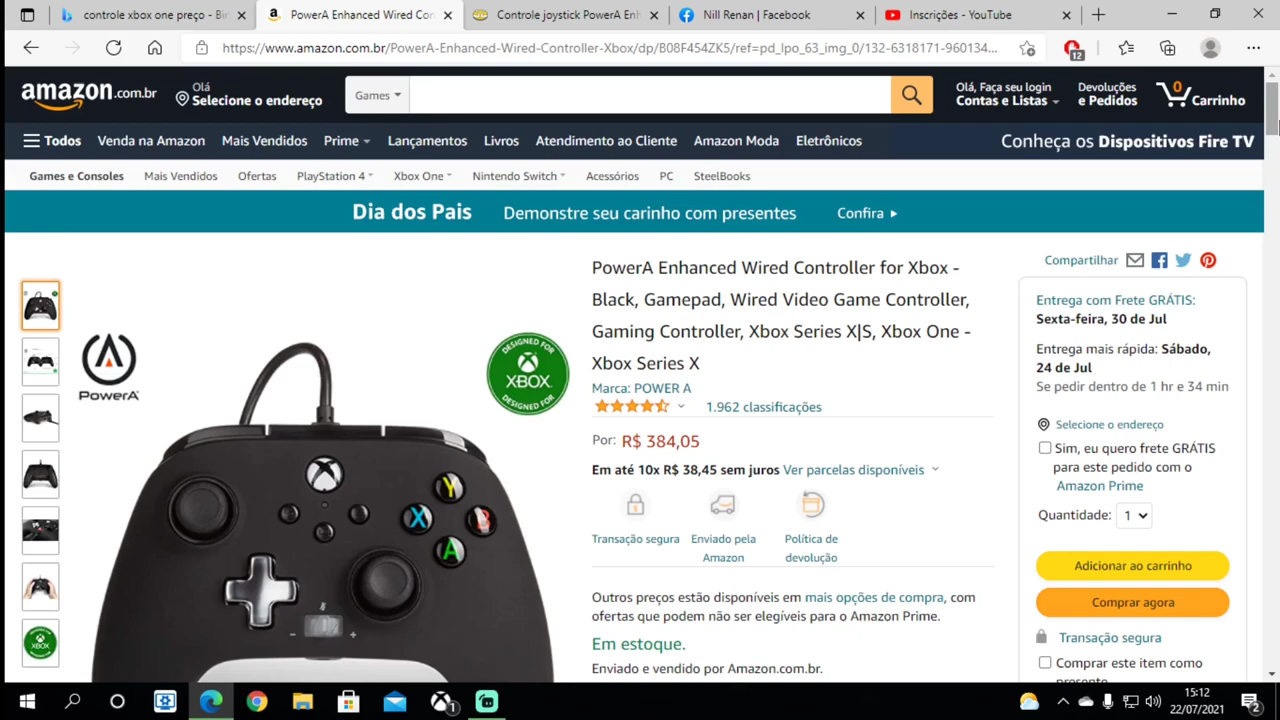 controle xbox one preço - Bir
PowerA Enhanced Wired Cor
Controle joystick PowerA Enh
Nill Renan | Facebook
Inscrições - YouTube
https://www.amazon.com.br/PowerA-Enhanced-Wired-Controller-Xbox/dp/B08F454ZK5/ref=pd_lpo_63_img_0/132-6318171-960134...
12
amazon.com.br
Olá
Selecione o endereço
Games
Olá, Faça seu login
Contas e Listas
Devoluções
e Pedidos
0
Carrinho
Todos
Venda na Amazon
Mais Vendidos
Prime
Lançamentos
Livros
Atendimento ao Cliente
Amazon Moda
Eletrônicos
Conheça os Dispositivos Fire TV
Games e Consoles
Mais Vendidos
Ofertas
PlayStation 4
Xbox One
Nintendo Switch
Acessórios
PC
SteelBooks
Dia dos Pais
Demonstre seu carinho com presentes
Confira
PowerA
DESIGNED FOR
XBOX
DESIGNED FOR
Y
X
B
A
XBOX
PowerA Enhanced Wired Controller for Xbox -
Black, Gamepad, Wired Video Game Controller,
Gaming Controller, Xbox Series X|S, Xbox One -
Xbox Series X
Marca: POWER A
1.962 classificações
Por: R$ 384,05
Em até 10x R$ 38,45 sem juros Ver parcelas disponíveis
Transação segura
Enviado pela
Amazon
Política de
devolução
Outros preços estão disponíveis em mais opções de compra, com
ofertas que podem não ser elegíveis para o Amazon Prime.
Em estoque.
Enviado e vendido por Amazon.com.br.
Compartilhar
Entrega com Frete GRÁTIS:
Sexta-feira, 30 de Jul
Entrega mais rápida: Sábado,
24 de Jul
Se pedir dentro de 1 hr e 34 min
Selecione o endereço
Sim, eu quero frete GRÁTIS
para este pedido com o
Amazon Prime
Quantidade: 1
Adicionar ao carrinho
Comprar agora
Transação segura
Comprar este item como
presente
1
15:12
22/07/2021
2